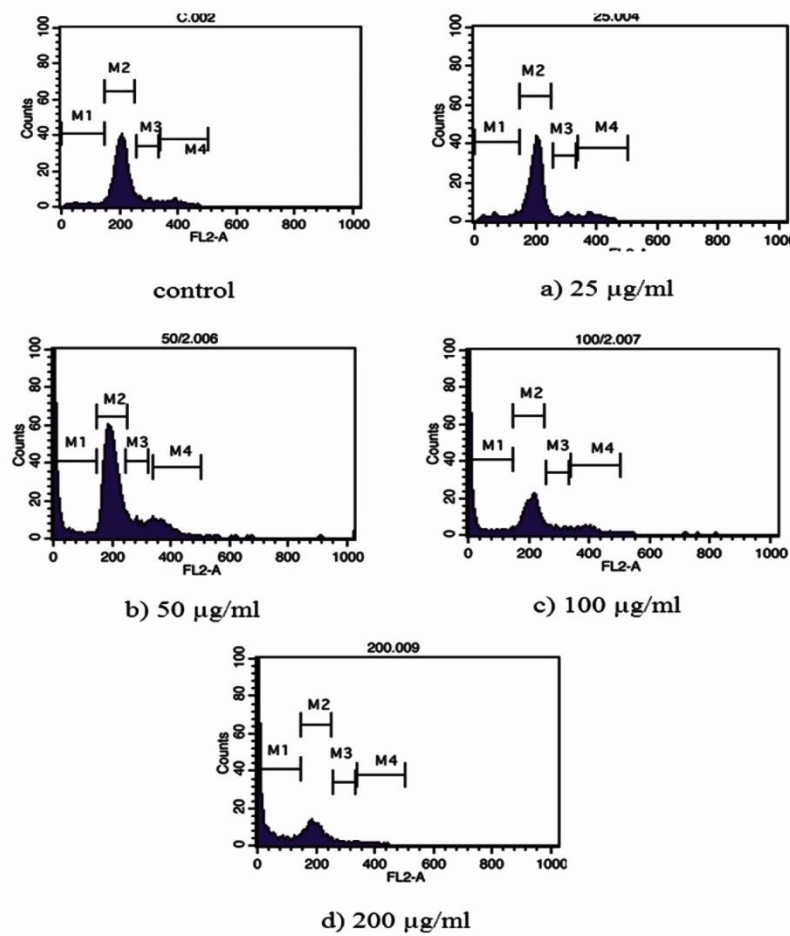 C.002
100
80
60
40
20
0
Counts
M1
M2
M3
M4
0 200 400 600 800 1000
FL2-A
control
25.004
100
80
60
40
20
0
Counts
M1
M2
M3
M4
0 200 400 600 800 1000
a) 25 µg/ml
50/2.006
100
80
60
40
20
0
Counts
M1
M2
M3
M4
0 200 400 600 800 1000
FL2-A
b) 50 µg/ml
100/2.007
100
80
60
40
20
0
Counts
M1
M2
M3
M4
0 200 400 600 800 1000
FL2-A
c) 100 µg/ml
200.009
100
80
60
40
20
0
Counts
M1
M2
M3
M4
0 200 400 600 800 1000
FL2-A
d) 200 µg/ml